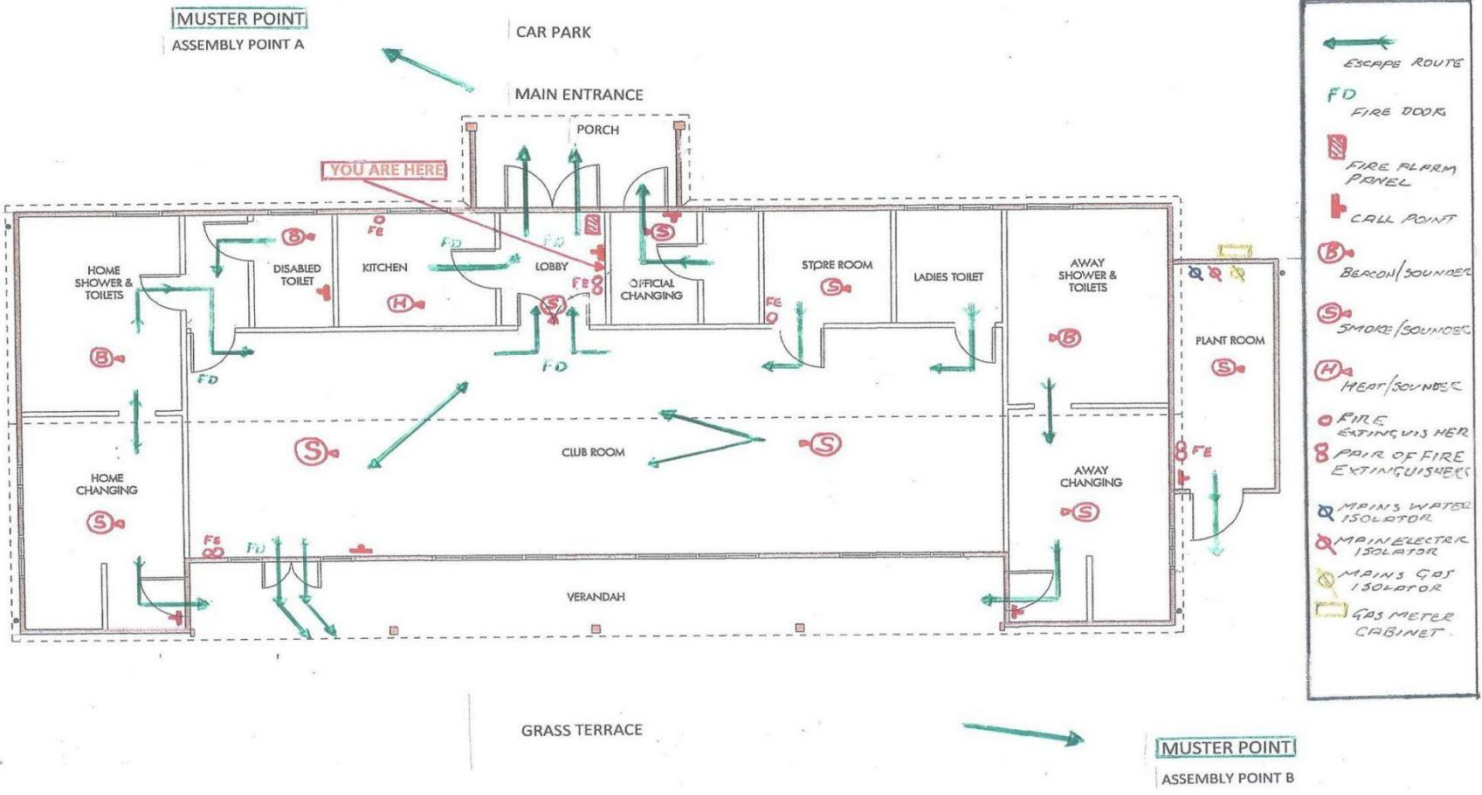 MUSTER POINT
ASSEMBLY POINT A
CAR PARK
MAIN ENTRANCE
PORCH
YOU ARE HERE
HOME
SHOWER &
TOILETS
B
DISABLED
TOILET
FE
KITCHEN
H
FD
FD
LOBBY
FE
S
S
OFFICIAL
CHANGING
FE
STORE ROOM
S
LADIES TOILET
AWAY
SHOWER &
TOILETS
B
PLANT ROOM
S
B
FD
FD
S
CLUB ROOM
S
HOME
CHANGING
S
AWAY
CHANGING
S
FE
FE
FD
VERANDAH
GRASS TERRACE
MUSTER POINT
ASSEMBLY POINT B
ESCAPE ROUTE
FD
FIRE DOOR
FIRE ALARM
PANEL
CALL POINT
B
BEACON/SOUNDER
S
SMOKE/SOUNDER
H
HEAT/SOUNDER
FIRE
EXTINGUISHER
PAIR OF FIRE
EXTINGUISHERS
MAINS WATER
ISOLATOR
MAIN ELECTRIC
ISOLATOR
MAINS GAS
ISOLATOR
GAS METER
CABINET.